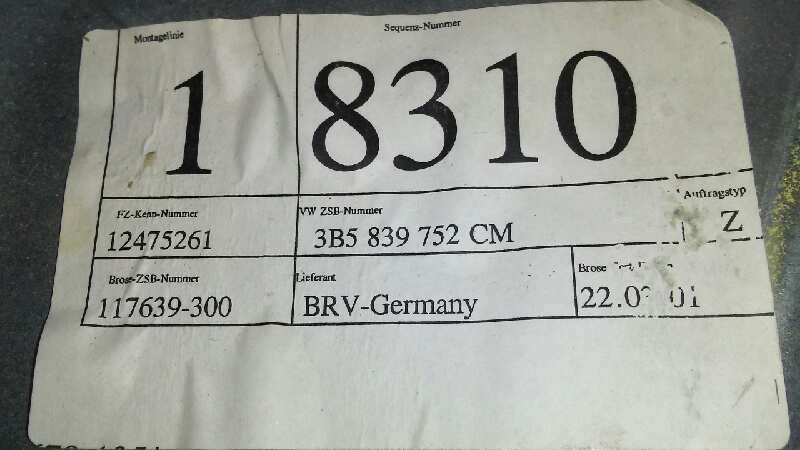 Montagelinie
Sequenz-Nummer
1
8310
FZ-Kenn-Nummer
VW ZSB-Nummer
Auftragstyp
12475261
3B5 839 752 CM
Z
Brose-ZSB-Nummer
Lieferant
Brose
117639-300
BRV-Germany